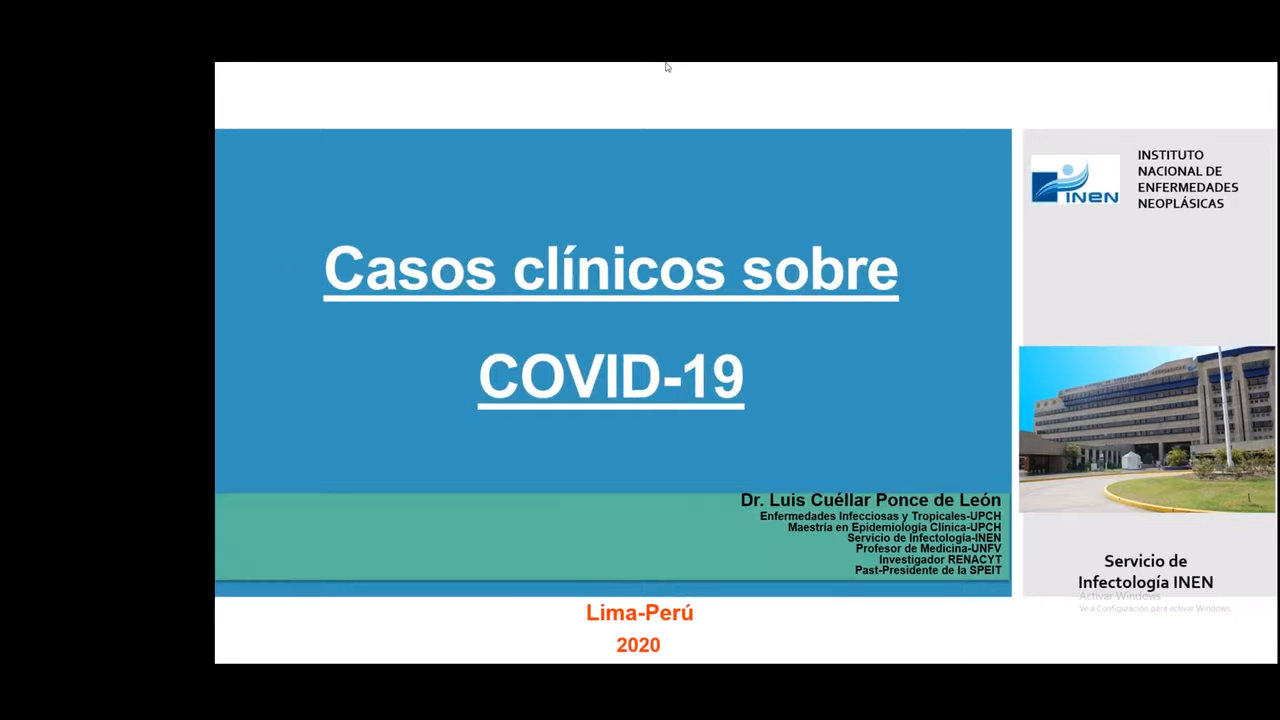 Casos clínicos sobre
COVID-19
Dr. Luis Cuéllar Ponce de León
Enfermedades Infecciosas y Tropicales-UPCH
Maestría en Epidemiología Clínica-UPCH
Servicio de Infectología-INEN
Profesor de Medicina-UNFV
Investigador RENACYT
Past-Presidente de la SPEIT
Lima-Perú
2020
INEN
INSTITUTO
NACIONAL DE
ENFERMEDADES
NEOPLÁSICAS
Servicio de
Infectología INEN
Activar Windows
Ve a Configuración para activar Windows.